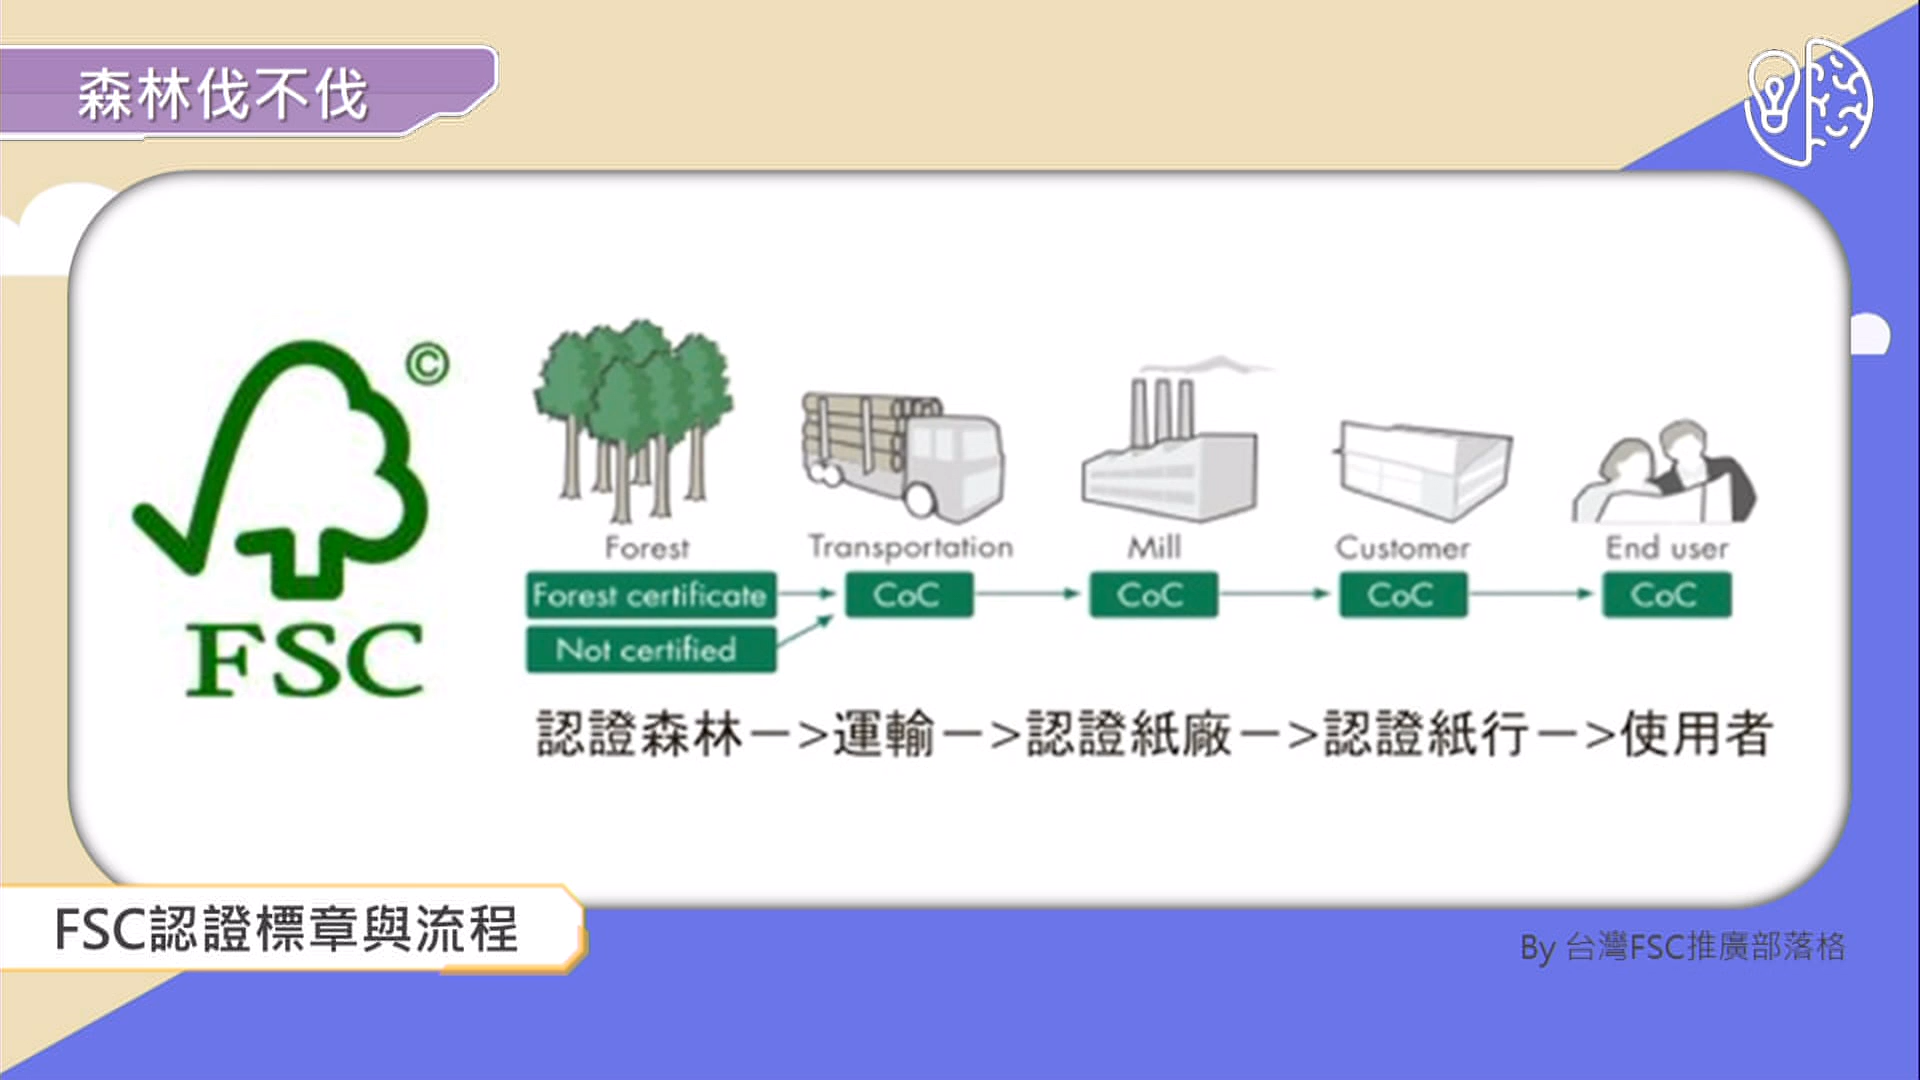 森林伐不伐
©
FSC
Forest
Transportation
Mill
Customer
End user
Forest certificate
CoC
CoC
CoC
CoC
Not certified
認證森林—>運輸—>認證紙廠—>認證紙行—>使用者
FSC認證標章與流程
By 台灣FSC推廣部落格